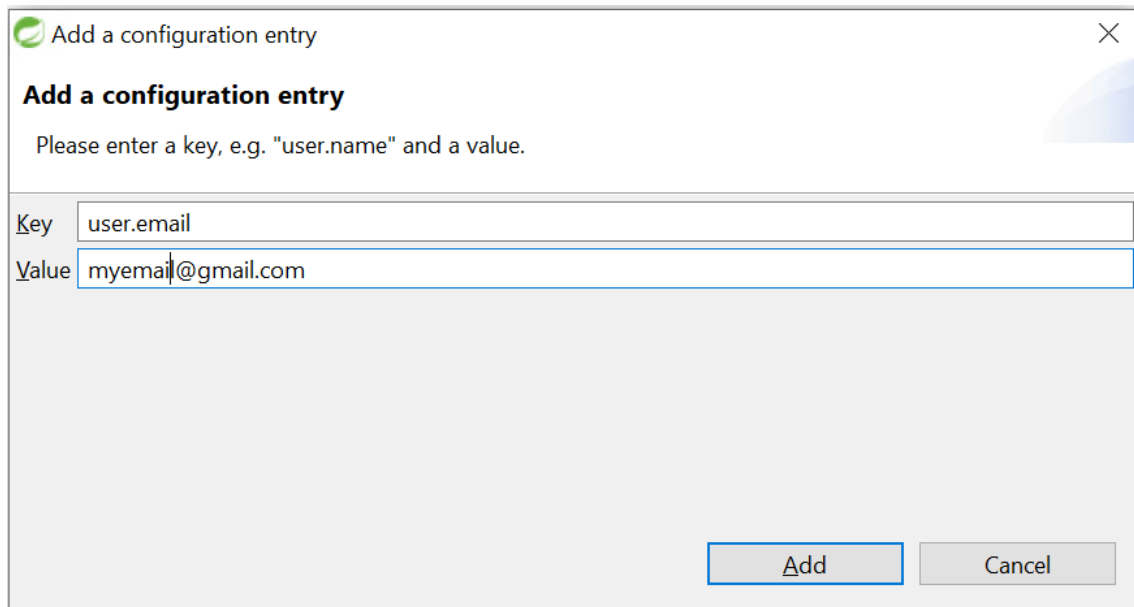 Add a configuration entry
Add a configuration entry
Please enter a key, e.g. "user.name" and a value.
Key user.email
Value myemail@gmail.com
Add Cancel